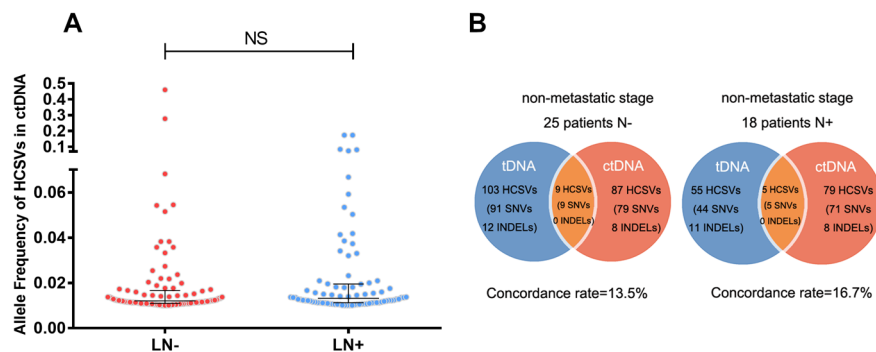 A
NS
Allele Frequency of HCSVs in ctDNA
0.5
0.4
0.3
0.2
0.1
0.06
0.04
0.02
0.00
LN-
LN+
B
non-metastatic stage
25 patients N-
tDNA
ctDNA
103 HCSVs
(91 SNVs
12 INDELs)
9 HCSVs
(9 SNVs
0 INDELs)
87 HCSVs
(79 SNVs
8 INDELs)
Concordance rate=13.5%
non-metastatic stage
18 patients N+
tDNA
ctDNA
55 HCSVs
(44 SNVs
11 INDELs)
5 HCSVs
(5 SNVs
0 INDELs)
79 HCSVs
(71 SNVs
8 INDELs)
Concordance rate=16.7%